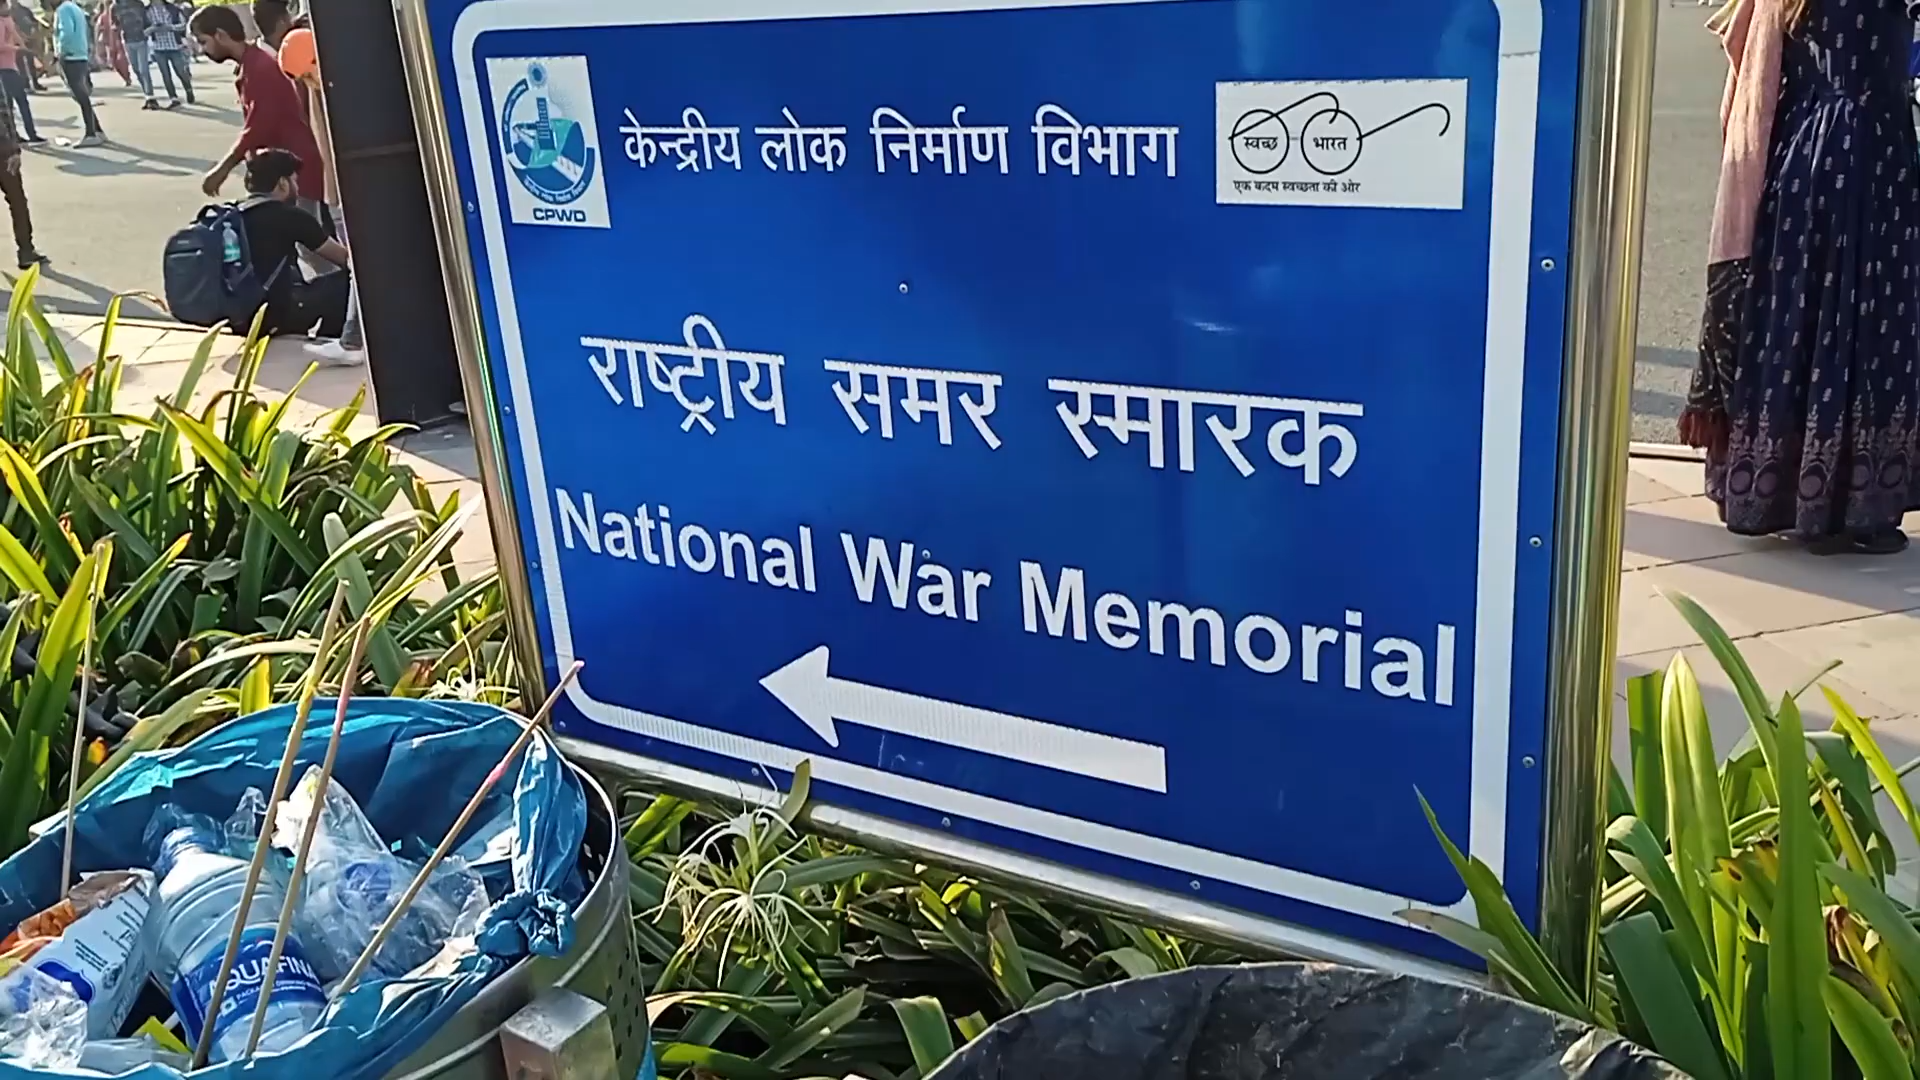 केन्द्रीय लोक निर्माण विभाग
CPWD
स्वच्छ भारत
एक कदम स्वच्छता की ओर
राष्ट्रीय समर स्मारक
National War Memorial
AQUAFINA